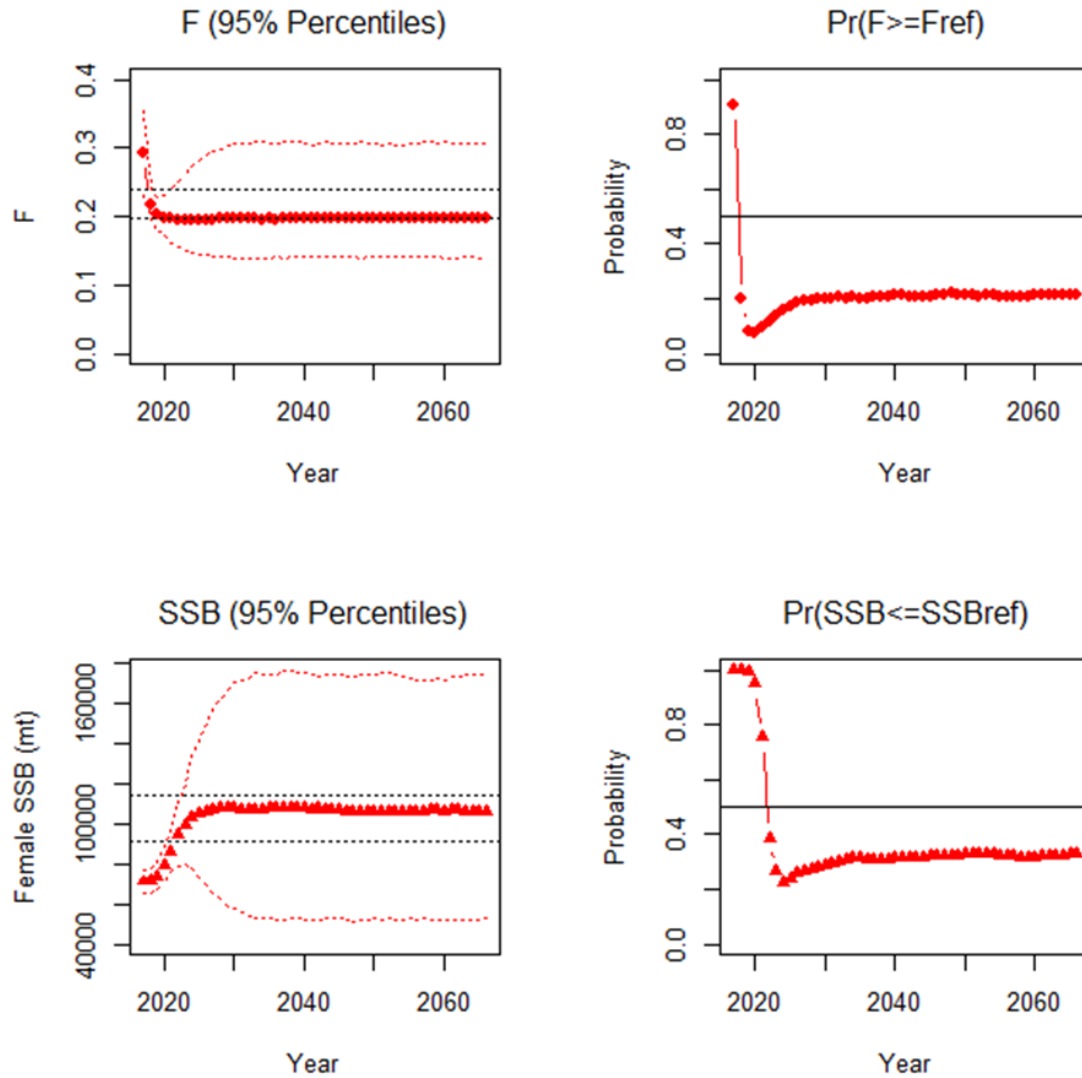 F (95% Percentiles)
F
0.4
0.3
0.2
0.1
0.0
2020 2040 2060
Year
Pr(F>=Fref)
Probability
0.8
0.4
0.0
2020 2040 2060
Year
SSB (95% Percentiles)
Female SSB (mt)
160000
100000
40000
2020 2040 2060
Year
Pr(SSB<=SSBref)
Probability
0.8
0.4
0.0
2020 2040 2060
Year